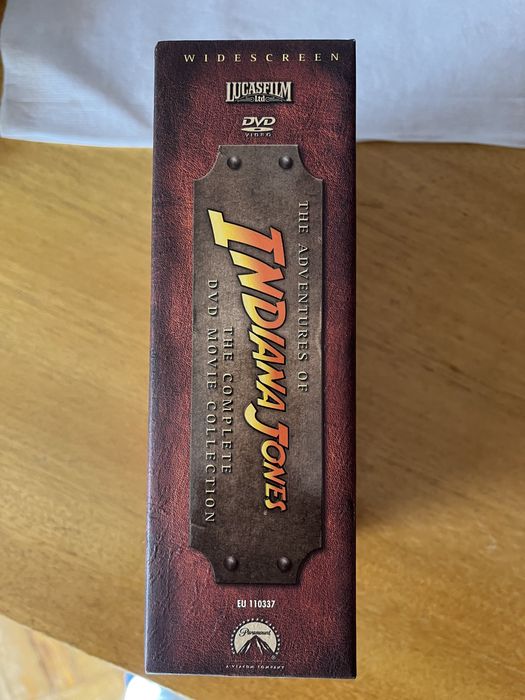 WIDESCREEN
LUCASFILM
Ltd
DVD
VIDEO
THE ADVENTURES OF
INDIANA JONES
THE COMPLETE
DVD MOVIE COLLECTION
EU 110337
Paramount
A VIACOM COMPANY